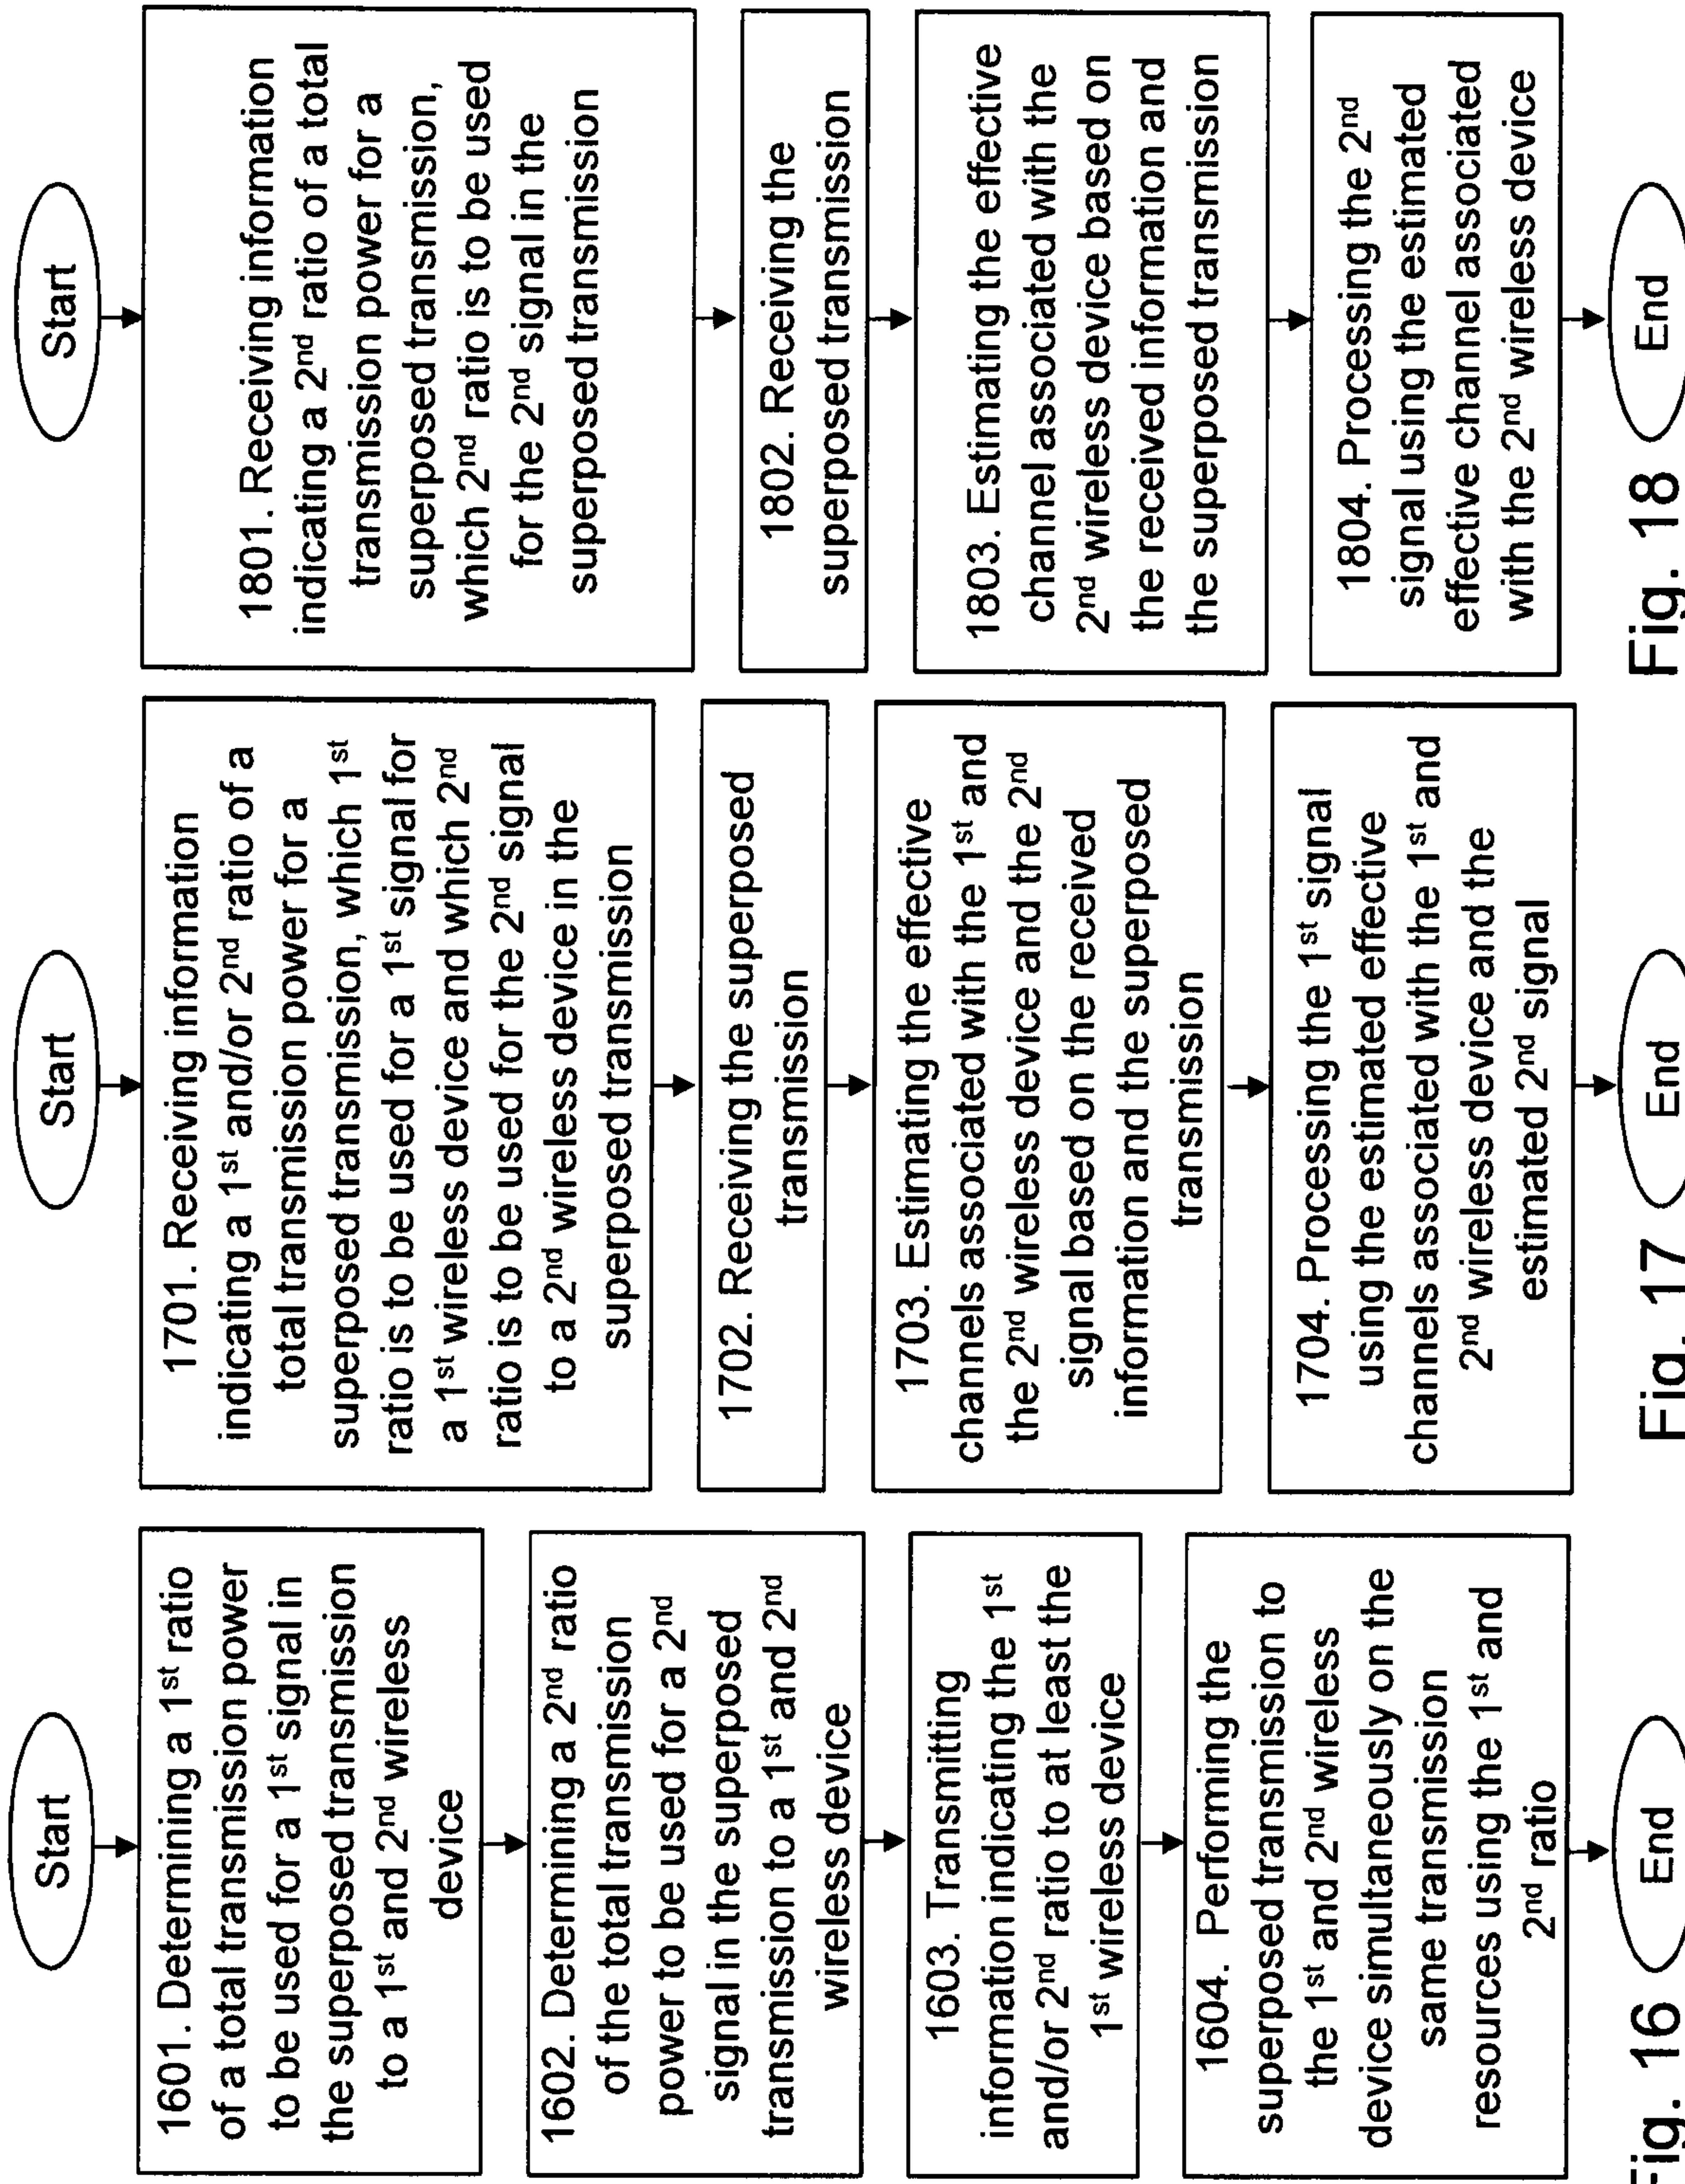 Start
1601. Determining a 1st ratio
of a total transmission power
to be used for a 1st signal in
the superposed transmission
to a 1st and 2nd wireless
device
1602. Determining a 2nd ratio
of the total transmission
power to be used for a 2nd
signal in the superposed
transmission to a 1st and 2nd
wireless device
1603. Transmitting
information indicating the 1st
and/or 2nd ratio to at least the
1st wireless device
1604. Performing the
superposed transmission to
the 1st and 2nd wireless
device simultaneously on the
same transmission
resources using the 1st and
2nd ratio
End
Fig. 16
Start
1701. Receiving information
indicating a 1st and/or 2nd ratio of a
total transmission power for a
superposed transmission, which 1st
ratio is to be used for a 1st signal for
a 1st wireless device and which 2nd
ratio is to be used for the 2nd signal
to a 2nd wireless device in the
superposed transmission
1702. Receiving the superposed
transmission
1703. Estimating the effective
channels associated with the 1st and
the 2nd wireless device and the 2nd
signal based on the received
information and the superposed
transmission
1704. Processing the 1st signal
using the estimated effective
channels associated with the 1st and
2nd wireless device and the
estimated 2nd signal
End
Fig. 17
Start
1801. Receiving information
indicating a 2nd ratio of a total
transmission power for a
superposed transmission,
which 2nd ratio is to be used
for the 2nd signal in the
superposed transmission
1802. Receiving the
superposed transmission
1803. Estimating the effective
channel associated with the
2nd wireless device based on
the received information and
the superposed transmission
1804. Processing the 2nd
signal using the estimated
effective channel associated
with the 2nd wireless device
End
Fig. 18